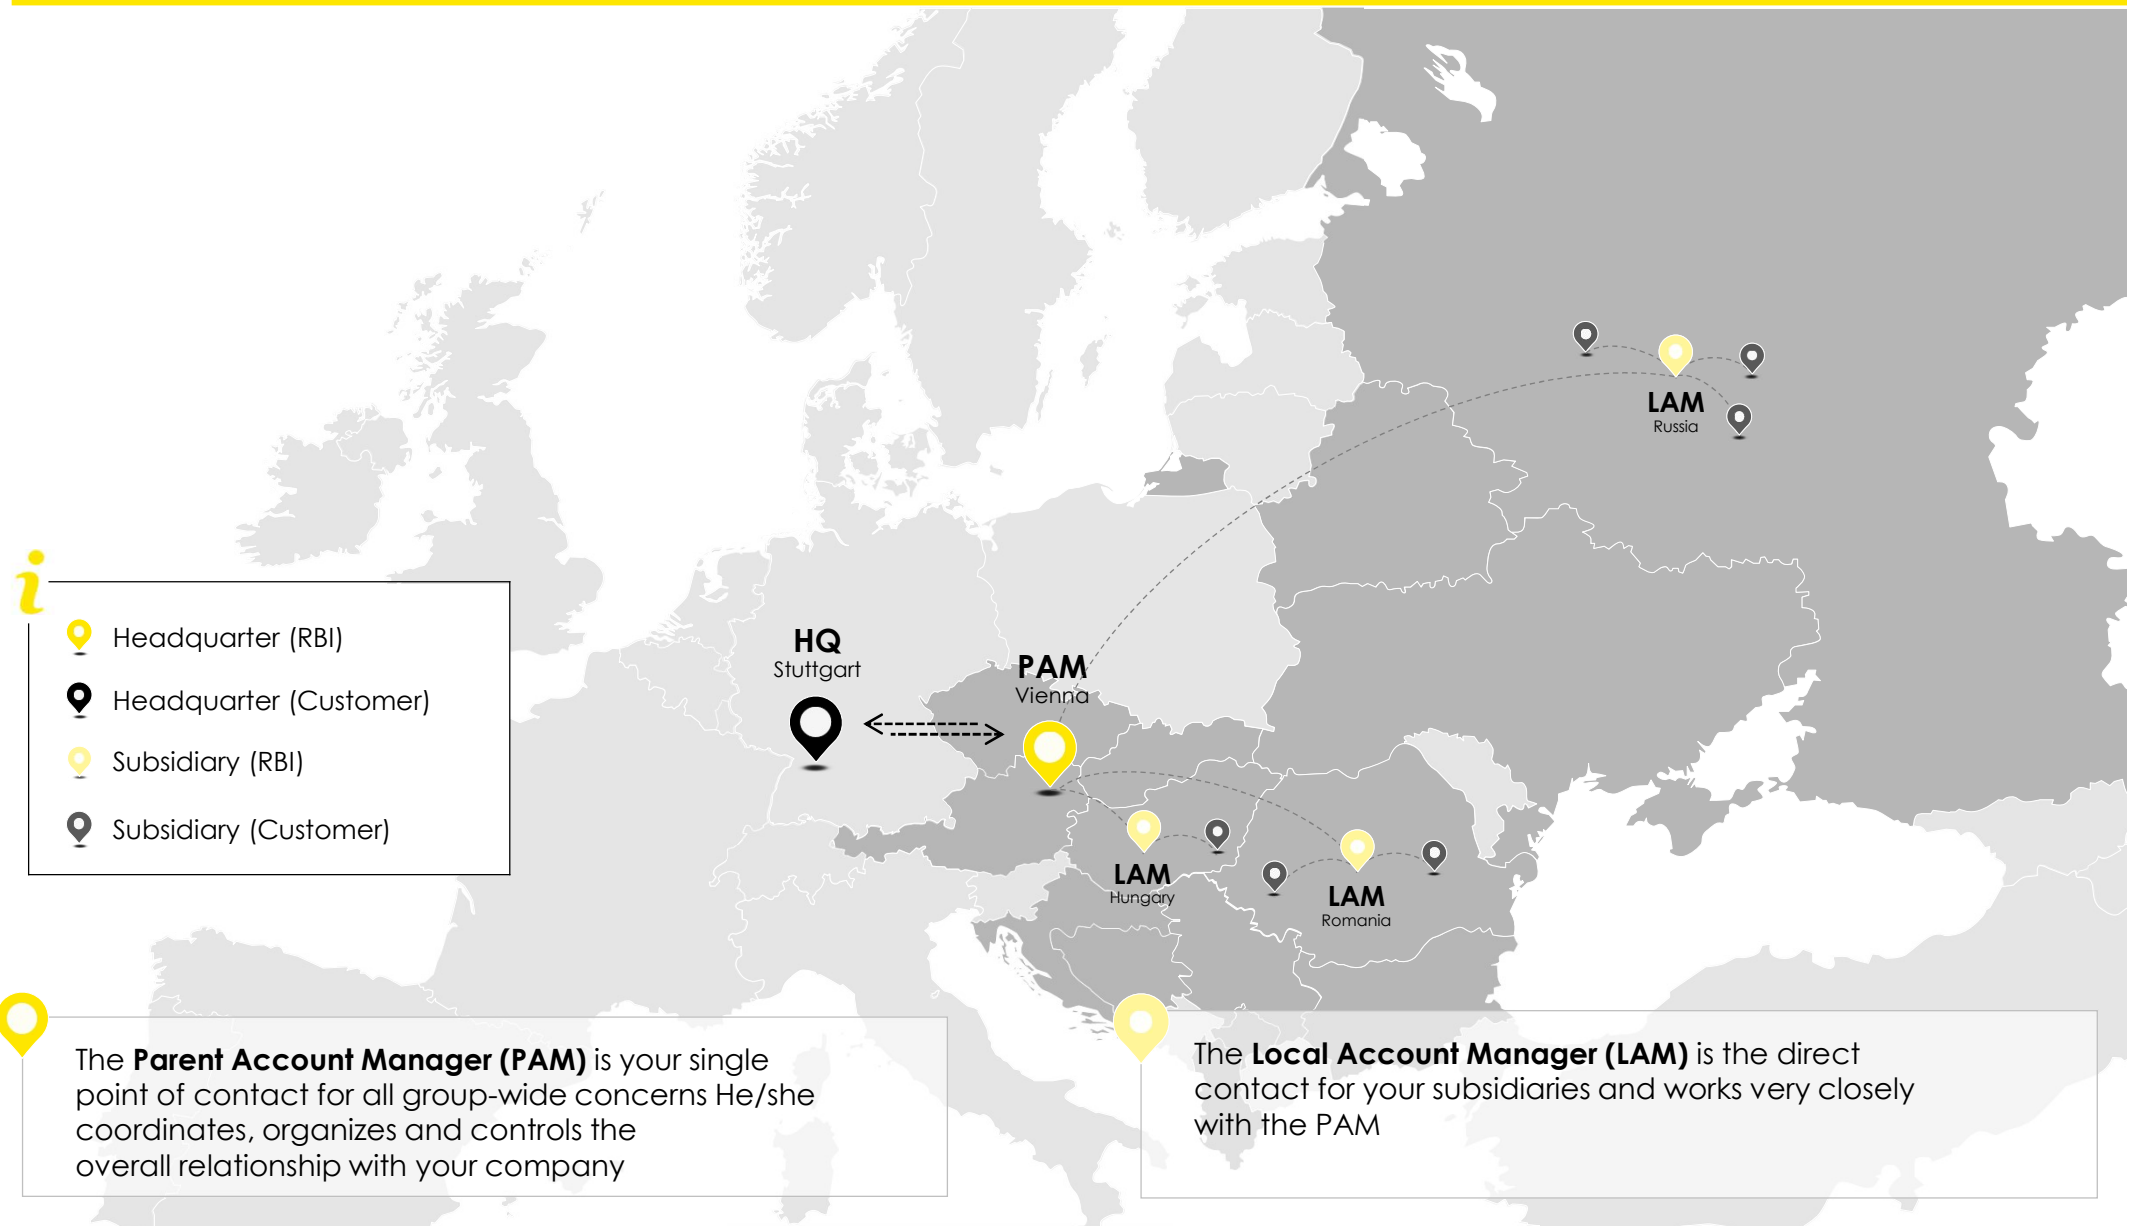 LAM
Russia
HQ
Stuttgart
PAM
Vienna
Headquarter (RBI)
Headquarter (Customer)
Subsidiary (RBI)
Subsidiary (Customer)
LAM
Hungary
LAM
Romania
The Parent Account Manager (PAM) is your single
point of contact for all group-wide concerns He/she
coordinates, organizes and controls the
overall relationship with your company
The Local Account Manager (LAM) is the direct
contact for your subsidiaries and works very closely
with the PAM